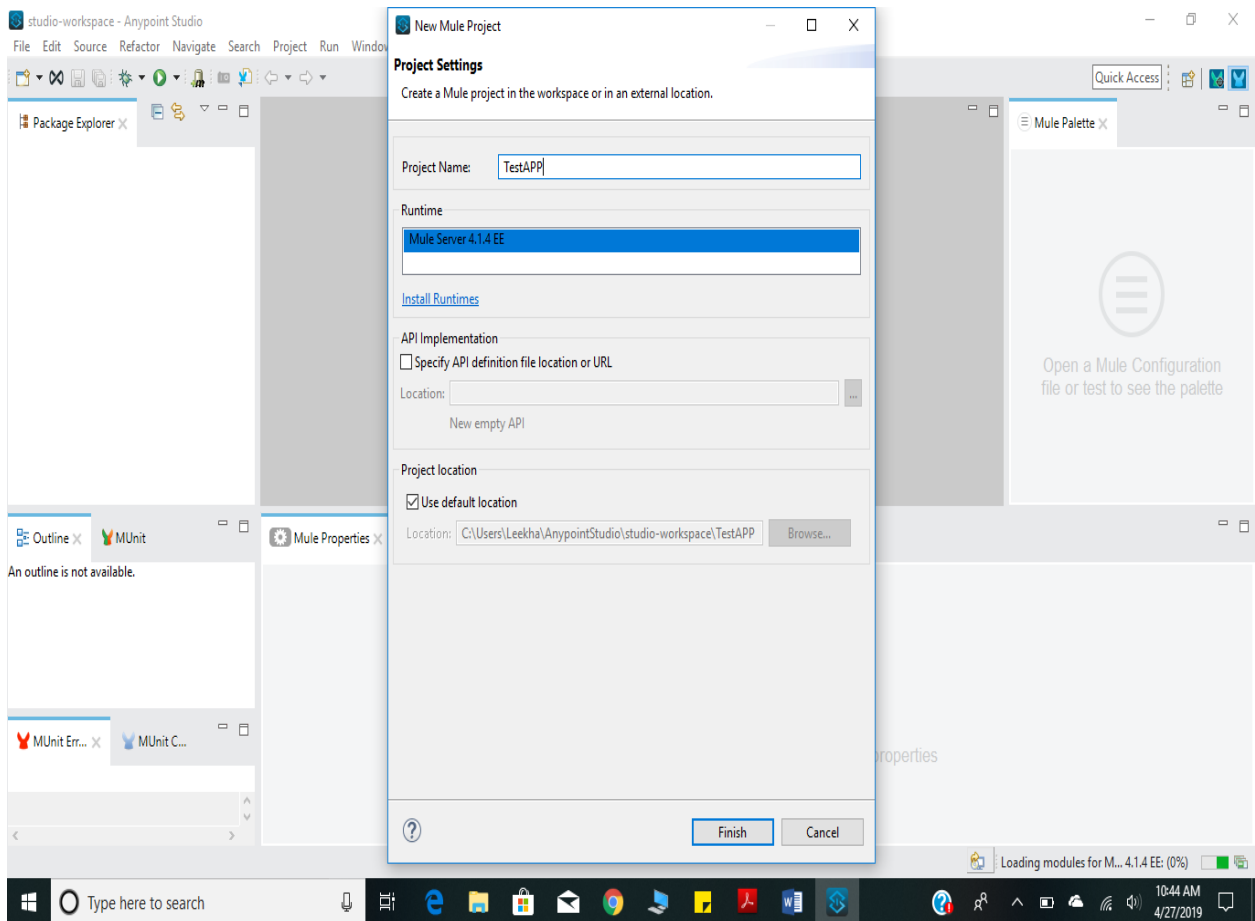 studio-workspace - Anypoint Studio
File Edit Source Refactor Navigate Search Project Run Window
Quick Access
Package Explorer
Mule Palette
Open a Mule Configuration
file or test to see the palette
New Mule Project
Project Settings
Create a Mule project in the workspace or in an external location.
Project Name: TestAPP
Runtime
Mule Server 4.1.4 EE
Install Runtimes
API Implementation
Specify API definition file location or URL
Location: ...
New empty API
Project location
Use default location
Location: C:\Users\Leekha\AnypointStudio\studio-workspace\TestAPP Browse...
Finish Cancel
Outline MUnit
An outline is not available.
Mule Properties
properties
MUnit Err... MUnit C...
Loading modules for M... 4.1.4 EE: (0%)
Type here to search
10:44 AM
4/27/2019